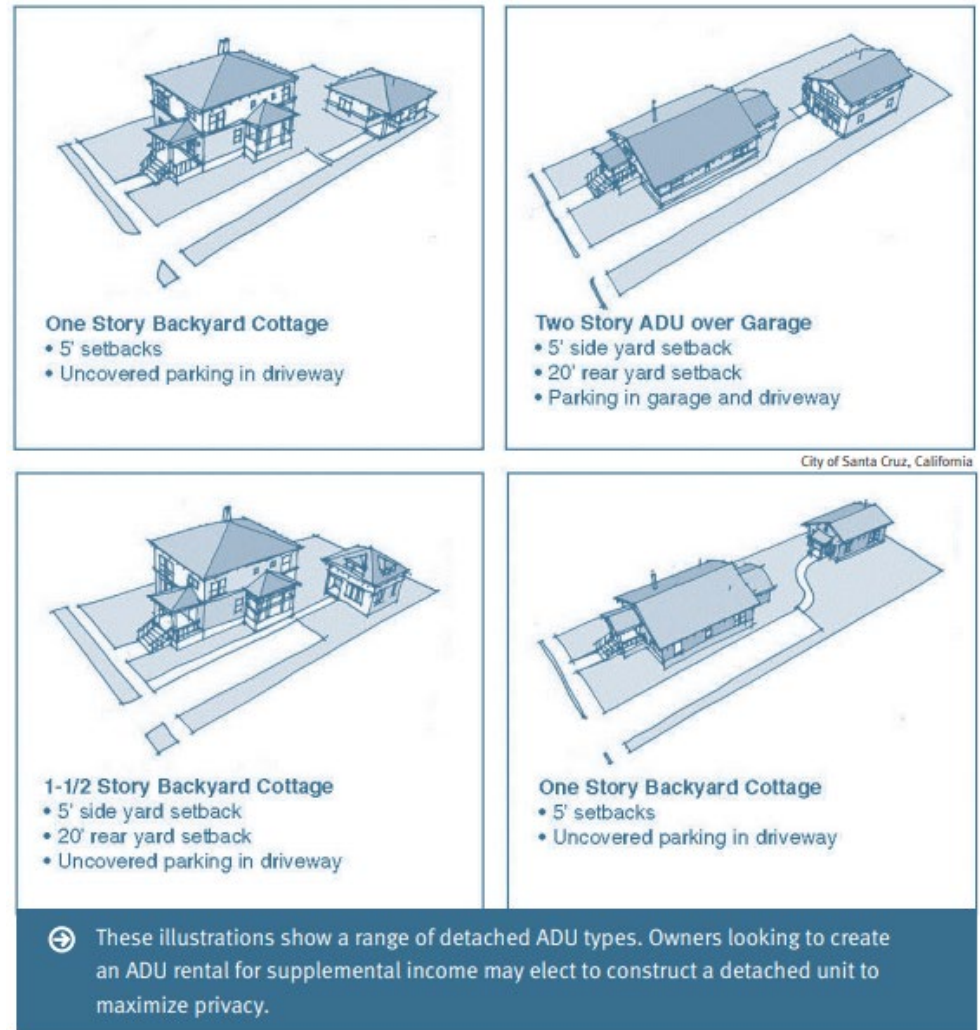 One Story Backyard Cottage
• 5' setbacks
• Uncovered parking in driveway
Two Story ADU over Garage
• 5' side yard setback
• 20' rear yard setback
• Parking in garage and driveway
City of Santa Cruz, California
1-1/2 Story Backyard Cottage
• 5' side yard setback
• 20' rear yard setback
• Uncovered parking in driveway
One Story Backyard Cottage
• 5' setbacks
• Uncovered parking in driveway
These illustrations show a range of detached ADU types. Owners looking to create
an ADU rental for supplemental income may elect to construct a detached unit to
maximize privacy.